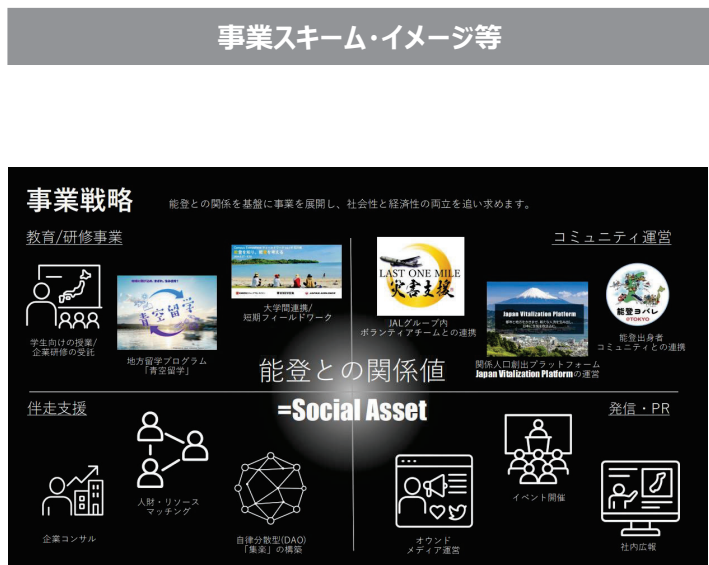 事業スキーム・イメージ等
事業戦略
能登との関係を基盤に事業を展開し、社会性と経済性の両立を追い求めます。
教育/研修事業
学生向けの授業/
企業研修の受託
青空留学
地方留学プログラム
「青空留学」
大学間連携/
短期フィールドワーク
コミュニティ運営
LAST ONE MILE
災害支援
JALグループ内
ボランティアチームとの連携
Japan Vitalization Platform
関係人口創出プラットフォーム
Japan Vitalization Platformの運営
能登ヨバレ
@TOKYO
能登出身者
コミュニティとの連携
能登との関係値
=Social Asset
伴走支援
企業コンサル
人財・リソース
マッチング
自律分散型(DAO)
「集楽」の構築
発信・PR
オウンド
メディア運営
イベント開催
社内広報